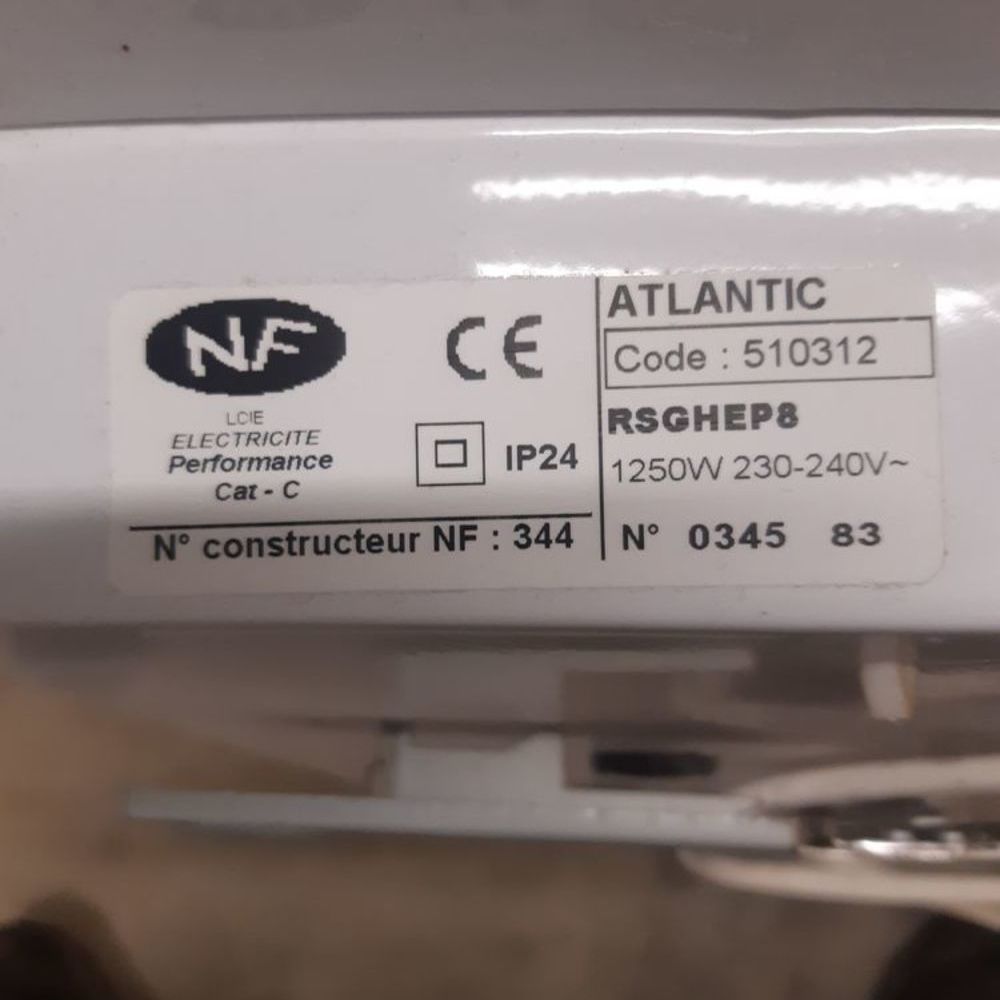 NF
LCIE
ELECTRICITE
Performance
Cat - C
CE
IP24
N° constructeur NF : 344
ATLANTIC
Code : 510312
RSGHEP8
1250W 230-240V~
N° 0345 83